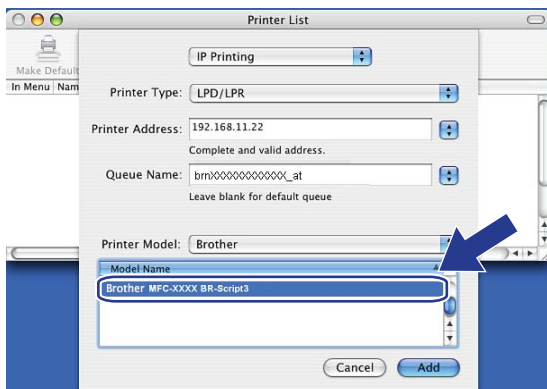 Printer List
IP Printing
Make Default
In Menu Nam
Printer Type: LPD/LPR
Printer Address: 192.168.11.22
Complete and valid address.
Queue Name: brnXXXXXXXXXXXX_at
Leave blank for default queue
Printer Model: Brother
Model Name
Brother MFC-XXXX BR-Script3
Cancel Add